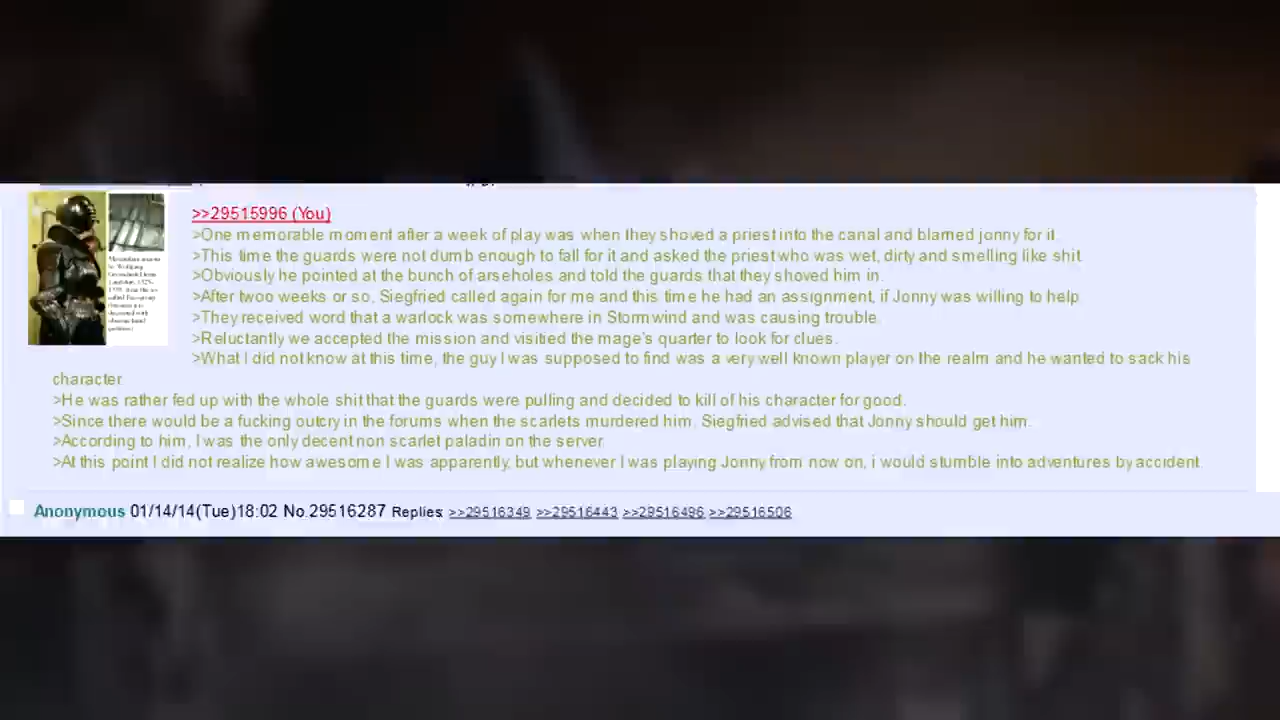 >>29515996 (You)
>One memorable moment after a week of play was when they shoved a priest into the canal and blamed jonny for it.
>This time the guards were not dumb enough to fall for it and asked the priest who was wet, dirty and smelling like shit.
>Obviously he pointed at the bunch of arseholes and told the guards that they shoved him in.
>After twoo weeks or so, Siegfried called again for me and this time he had an assignment, if Jonny was willing to help.
>They received word that a warlock was somewhere in Stormwind and was causing trouble.
>Reluctantly we accepted the mission and visitied the mage's quarter to look for clues.
>What I did not know at this time, the guy I was supposed to find was a very well known player on the realm and he wanted to sack his
character.
>He was rather fed up with the whole shit that the guards were pulling and decided to kill of his character for good.
>Since there would be a fucking outcry in the forums when the scarlets murdered him, Siegfried advised that Jonny should get him.
>According to him, I was the only decent non scarlet paladin on the server.
>At this point I did not realize how awesome I was apparently, but whenever I was playing Jonny from now on, i would stumble into adventures by accident.
Anonymous 01/14/14(Tue)18:02 No.29516287 Replies: >>29516349 >>29516443 >>29516496 >>29516506